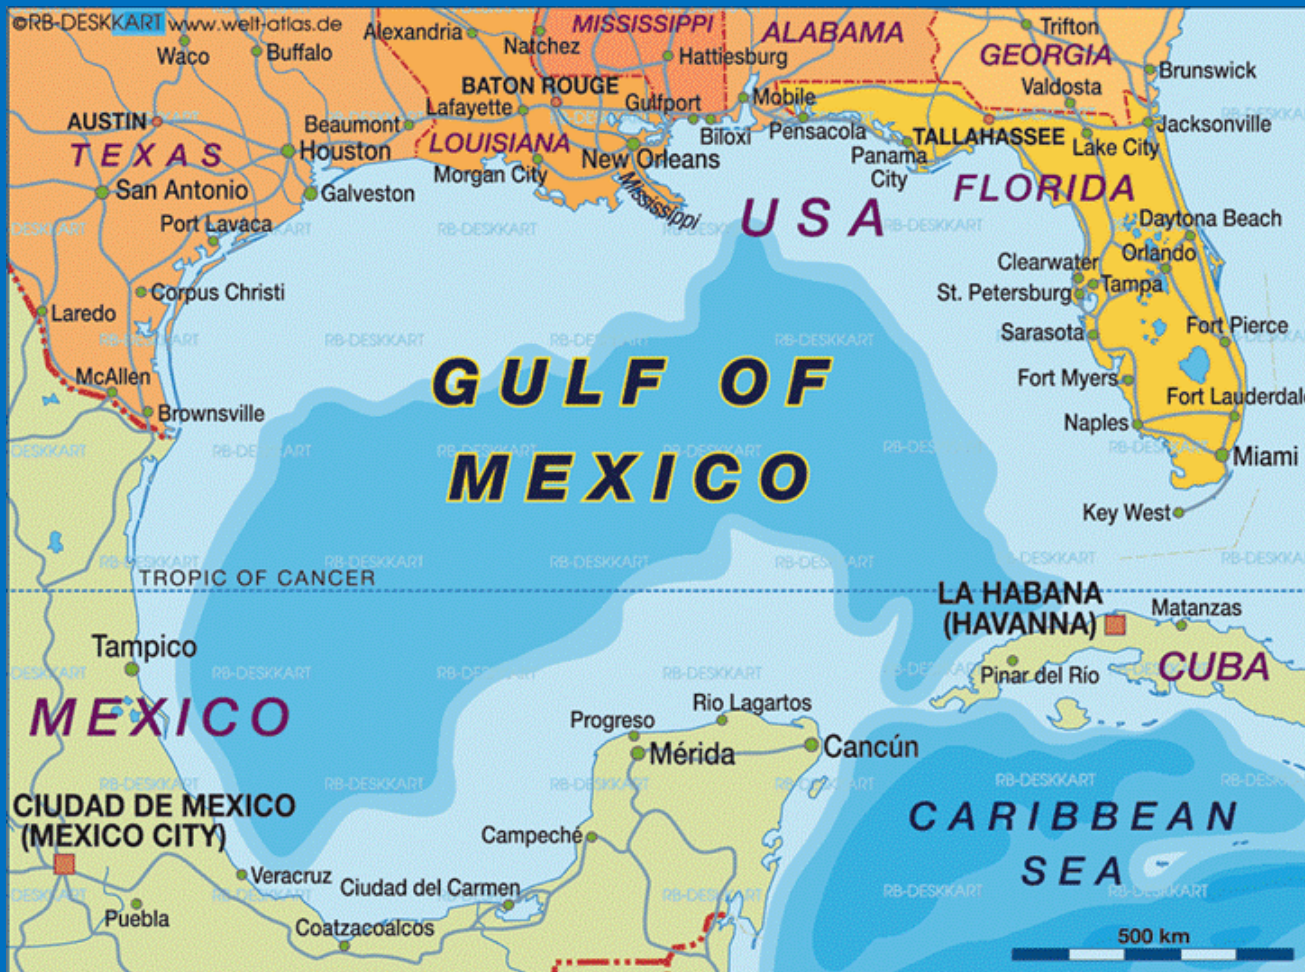 ©RB-DESKKART www.welt-atlas.de
Waco
Buffalo
Alexandria
Natchez
MISSISSIPPI
Hattiesburg
ALABAMA
GEORGIA
Trifton
Valdosta
Brunswick
AUSTIN
TEXAS
Beaumont
Houston
BATON ROUGE
Lafayette
LOUISIANA
Morgan City
Gulfport
Biloxi
New Orleans
Mississippi
Mobile
Pensacola
Panama
City
TALLAHASSEE
Lake City
Jacksonville
San Antonio
Galveston
Port Lavaca
USA
FLORIDA
Daytona Beach
Orlando
Clearwater
Tampa
St. Petersburg
Sarasota
Fort Pierce
Fort Myers
Fort Lauderdal
Naples
Miami
Key West
Corpus Christi
Laredo
McAllen
Brownsville
GULF OF
MEXICO
TROPIC OF CANCER
Tampico
MEXICO
CIUDAD DE MEXICO
(MEXICO CITY)
Puebla
Veracruz
Coatzacoalcos
Ciudad del Carmen
Campeché
Progreso
Mérida
Rio Lagartos
Cancún
LA HABANA
(HAVANNA)
Matanzas
Pinar del Río
CUBA
CARIBBEAN
SEA
500 km
RB-DESKKART